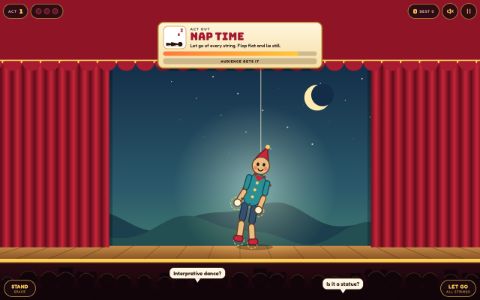 ACT 1
0 BEST 0
ACT OUT
NAP TIME
Let go of every string. Flop flat and lie still.
AUDIENCE GETS IT
Interpretive dance?
Is it a statue?
STAND
LET GO
ALL STRINGS